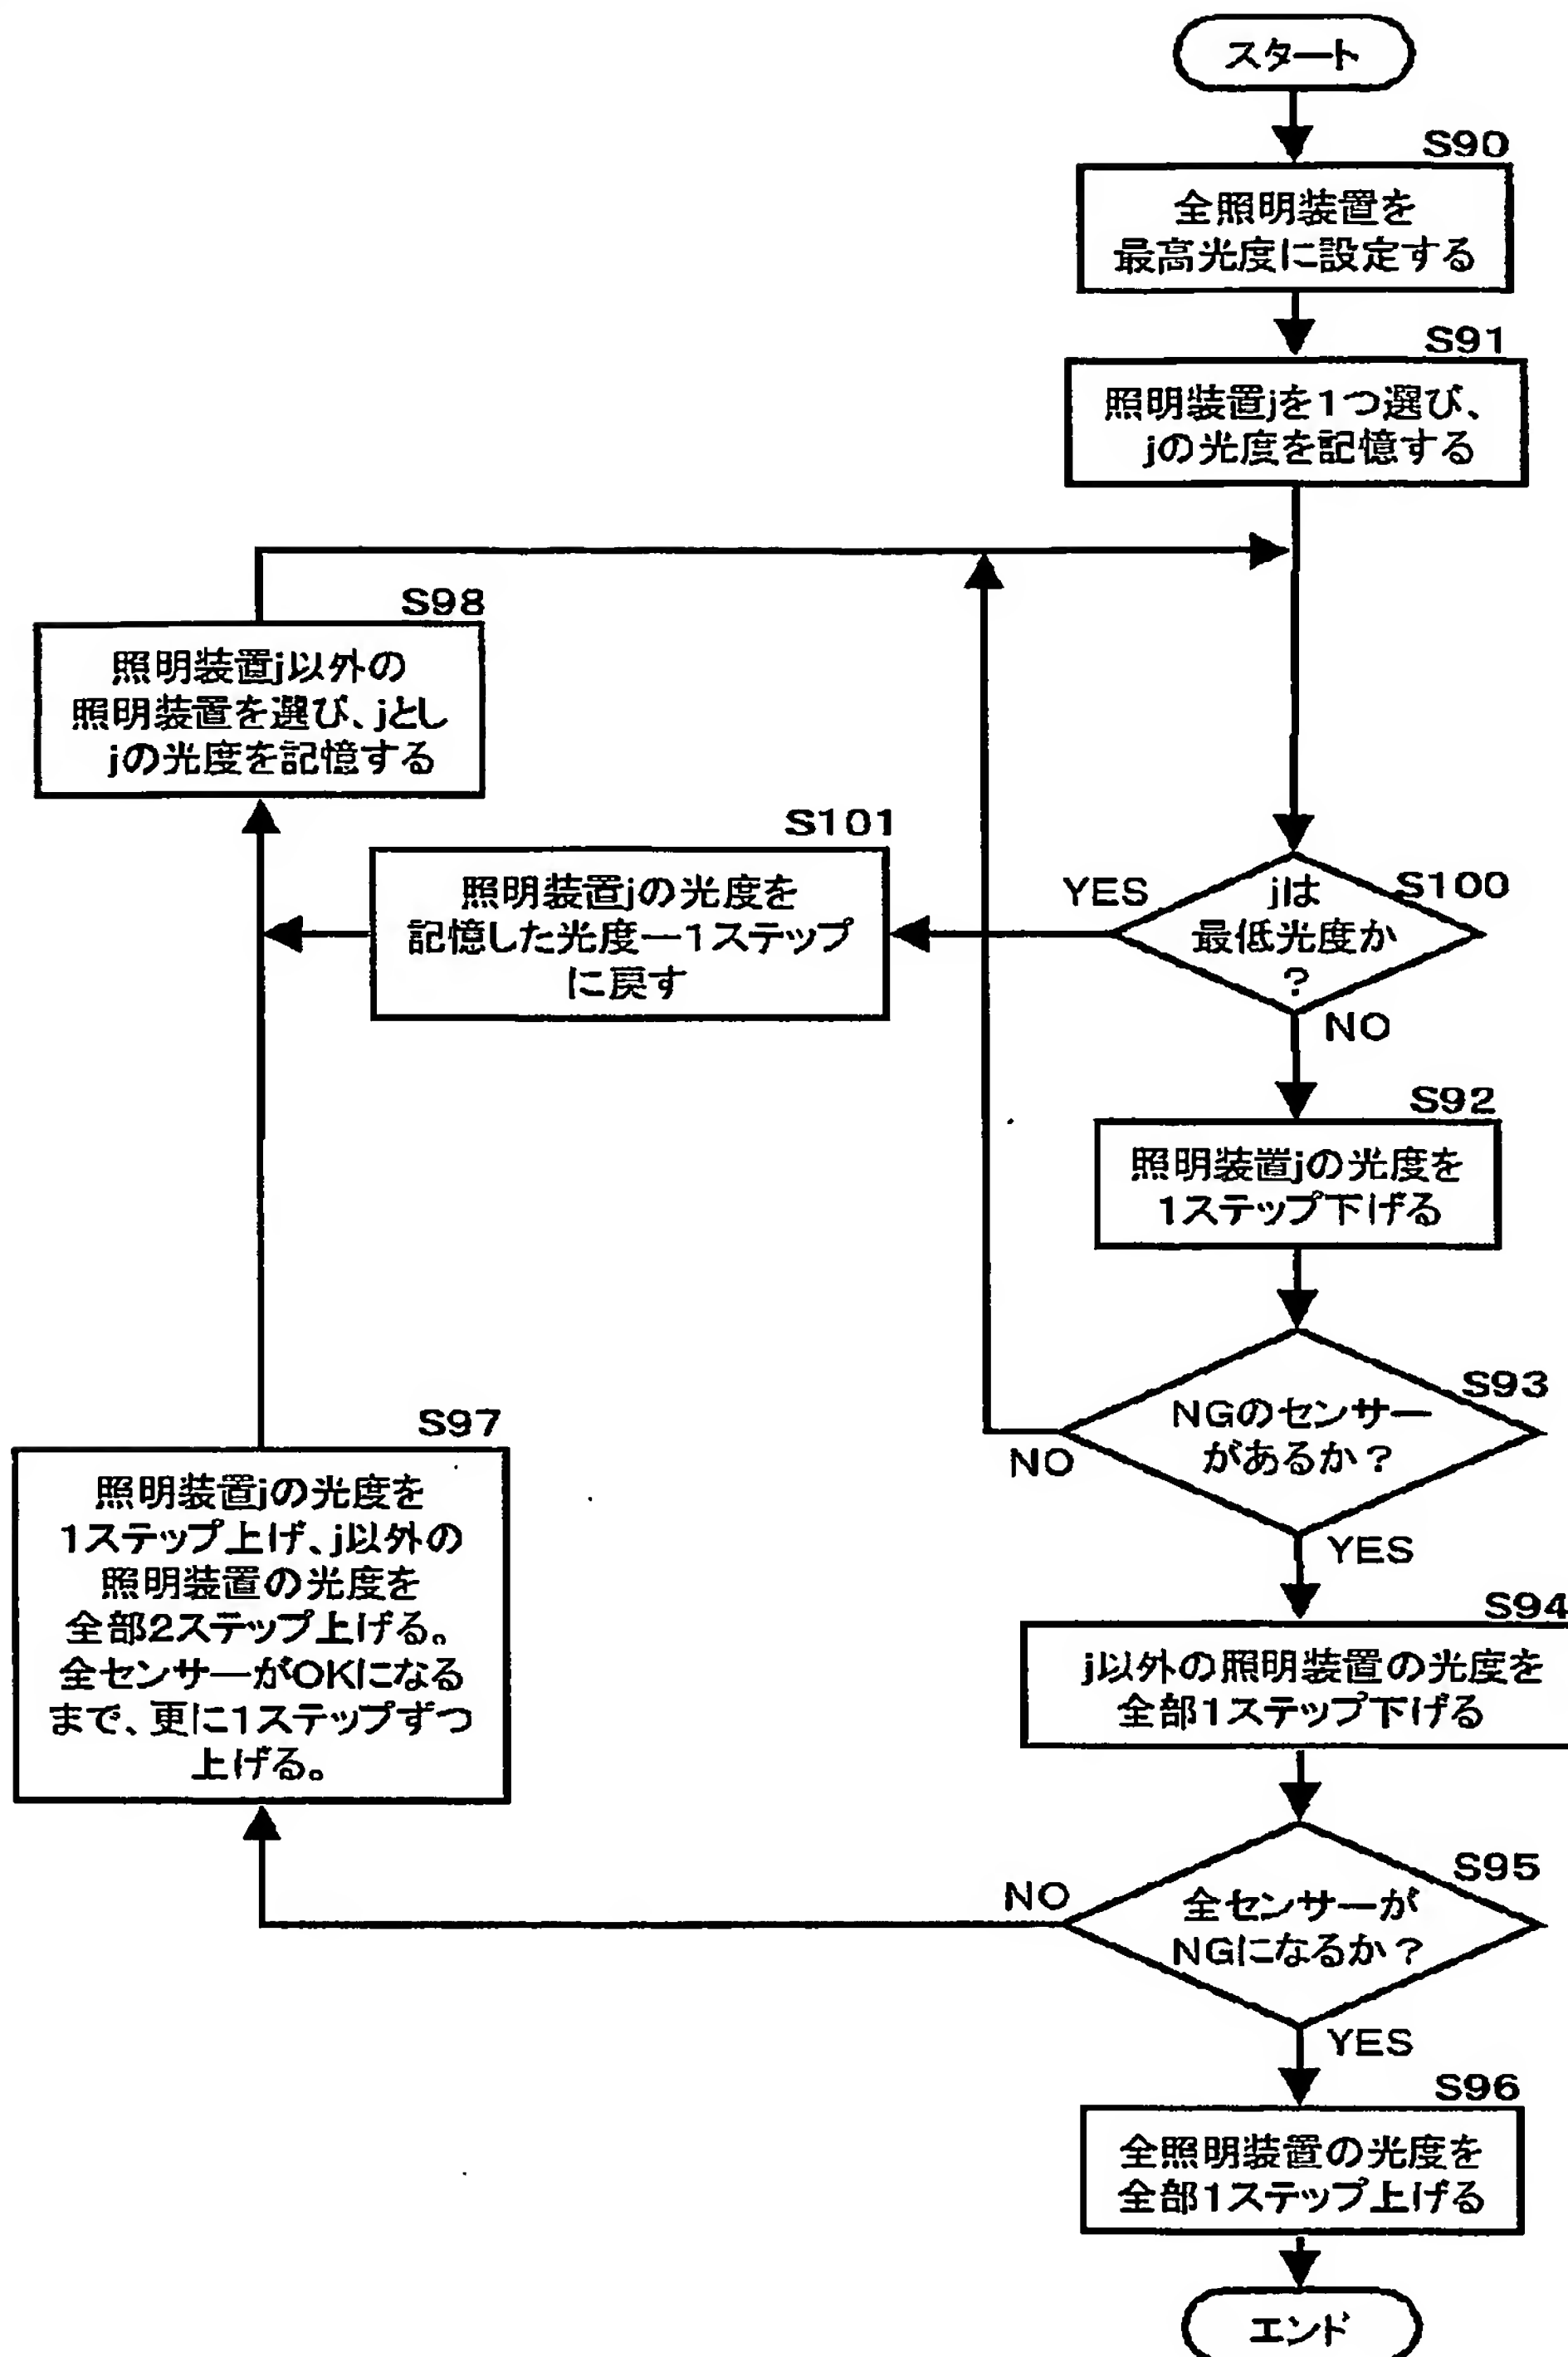 スタート
S90
全照明装置を
最高光度に設定する
S91
照明装置jを1つ選び、
jの光度を記憶する
S98
照明装置j以外の
照明装置を選び、jとし
jの光度を記憶する
S101
照明装置jの光度を
記憶した光度ー1ステップ
に戻す
YES
S100
jは
最低光度か
?
NO
S92
照明装置jの光度を
1ステップ下げる
S93
NGのセンサー
があるか?
NO
YES
S97
照明装置jの光度を
1ステップ上げ、j以外の
照明装置の光度を
全部2ステップ上げる。
全センサーがOKになる
まで、更に1ステップずつ
上げる。
S94
j以外の照明装置の光度を
全部1ステップ下げる
S95
全センサーが
NGになるか?
NO
YES
S96
全照明装置の光度を
全部1ステップ上げる
エンド